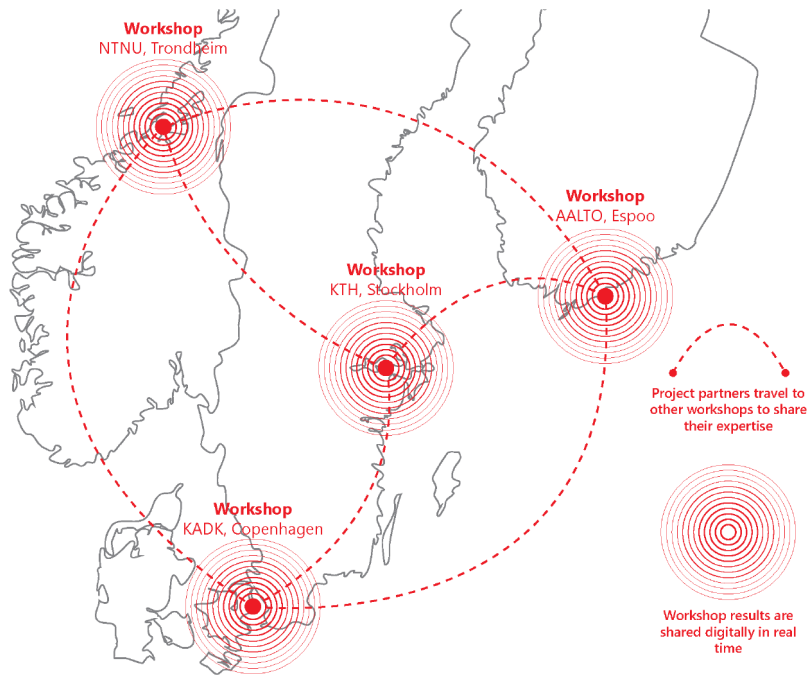 Workshop
NTNU, Trondheim
Workshop
AALTO, Espoo
Workshop
KTH, Stockholm
Workshop
KADK, Copenhagen
Project partners travel to
other workshops to share
their expertise
Workshop results are
shared digitally in real
time